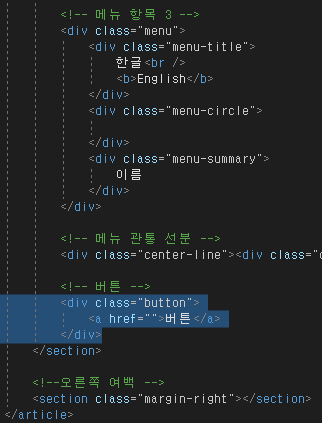 <!-- 메뉴 항목 3 -->
<div class="menu">
<div class="menu-title">
한글<br />
<b>English</b>
</div>
<div class="menu-circle">
</div>
<div class="menu-summary">
이름
</div>
</div>
<!-- 메뉴 관통 선분 -->
<div class="center-line"><div class="
<!-- 버튼 -->
<div class="button">
<a href="">버튼</a>
</div>
</section>
<!--오른쪽 여백 -->
<section class="margin-right"></section>
</article>